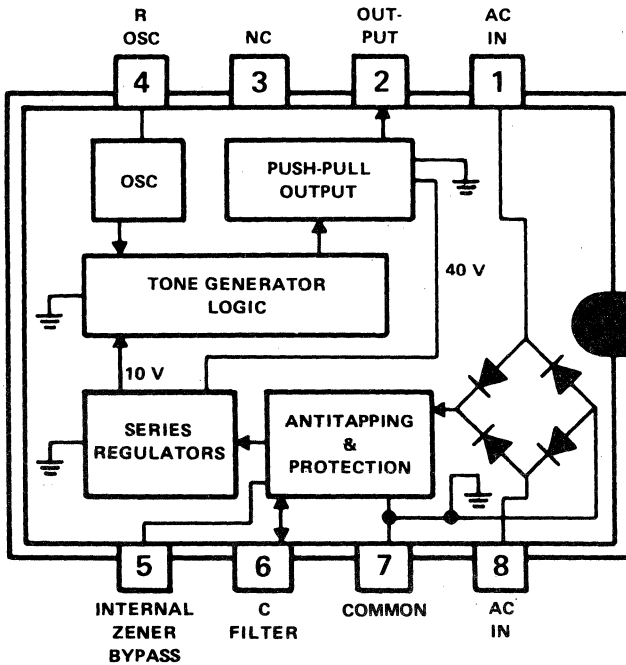 R
OSC
NC
OUT-
PUT
AC
IN
4
3
2
1
OSC
PUSH-PULL
OUTPUT
TONE GENERATOR
LOGIC
40 V
10 V
SERIES
REGULATORS
ANTITAPPING
&
PROTECTION
5
6
7
8
INTERNAL
ZENER
BYPASS
C
FILTER
COMMON
AC
IN